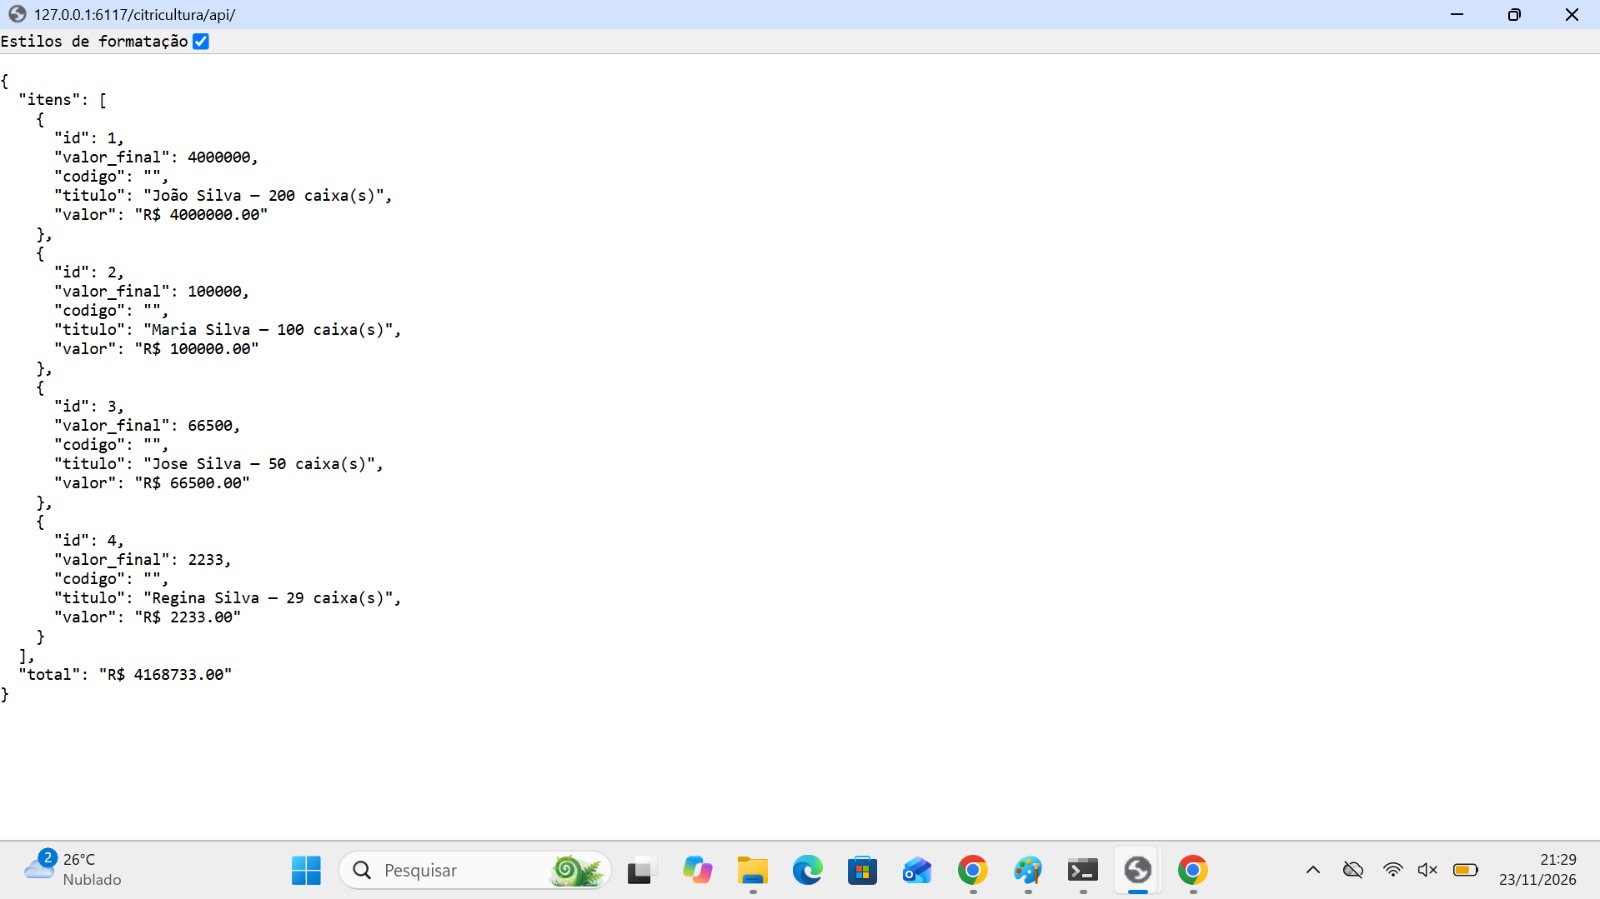 127.0.0.1:6117/citricultura/api/
Estilos de formatação
{
  "itens": [
    {
      "id": 1,
      "valor_final": 4000000,
      "codigo": "",
      "titulo": "João Silva — 200 caixa(s)",
      "valor": "R$ 4000000.00"
    },
    {
      "id": 2,
      "valor_final": 100000,
      "codigo": "",
      "titulo": "Maria Silva — 100 caixa(s)",
      "valor": "R$ 100000.00"
    },
    {
      "id": 3,
      "valor_final": 66500,
      "codigo": "",
      "titulo": "Jose Silva — 50 caixa(s)",
      "valor": "R$ 66500.00"
    },
    {
      "id": 4,
      "valor_final": 2233,
      "codigo": "",
      "titulo": "Regina Silva — 29 caixa(s)",
      "valor": "R$ 2233.00"
    }
  ],
  "total": "R$ 4168733.00"
}
2
26°C
Nublado
Pesquisar
21:29
23/11/2026